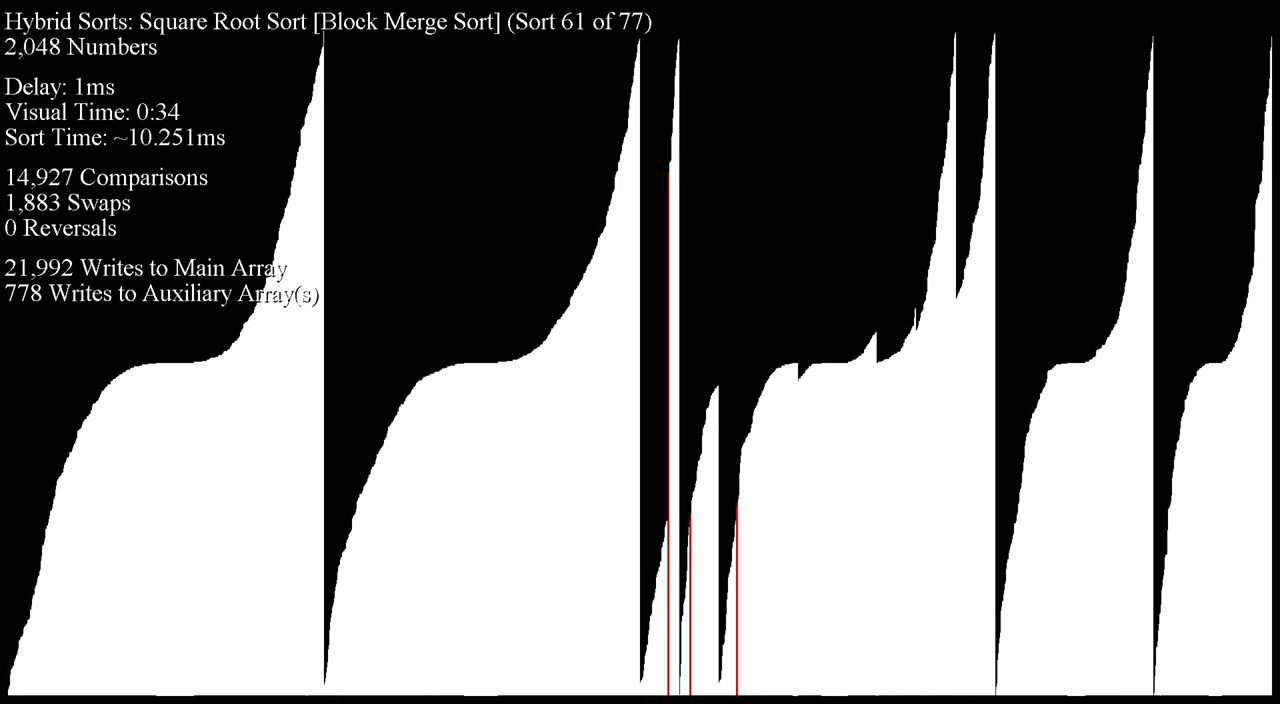 Hybrid Sorts: Square Root Sort [Block Merge Sort] (Sort 61 of 77)
2,048 Numbers
Delay: 1ms
Visual Time: 0:34
Sort Time: ~10.251ms
14,927 Comparisons
1,883 Swaps
0 Reversals
21,992 Writes to Main Array
778 Writes to Auxiliary Array(s)